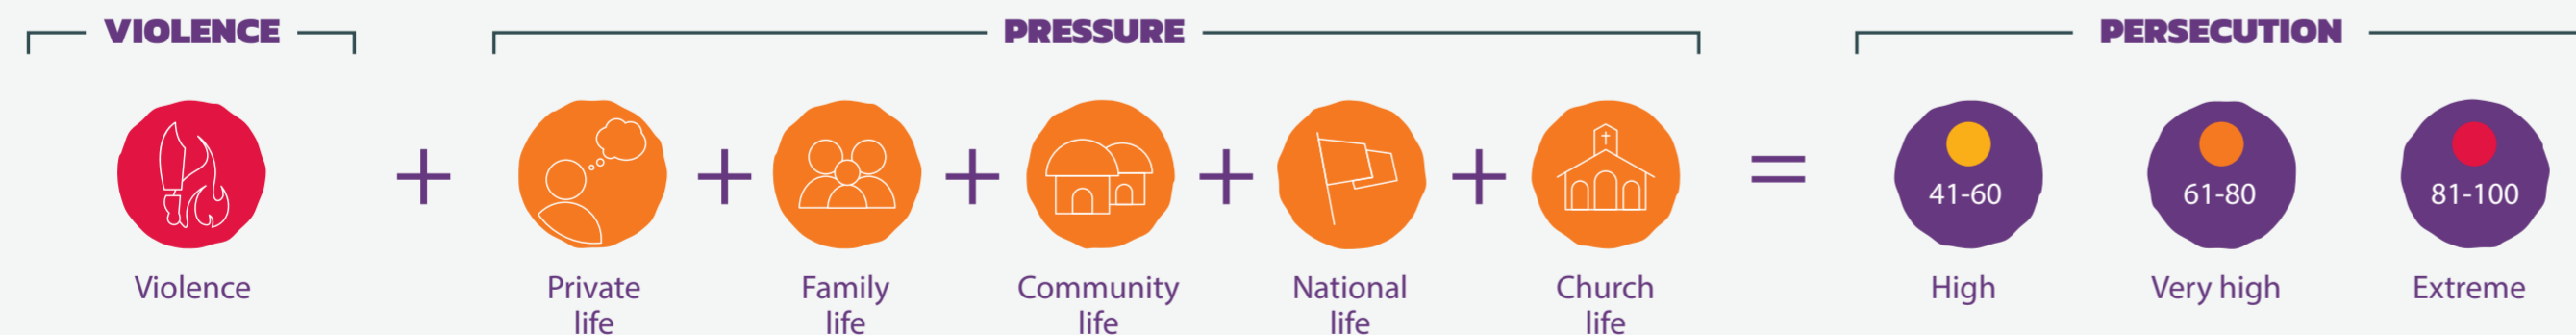 VIOLENCE PRESSURE PERSECUTION
41-60 61-80 81-100
Violence Private Family Community National Church High Very high Extreme
life life life life life